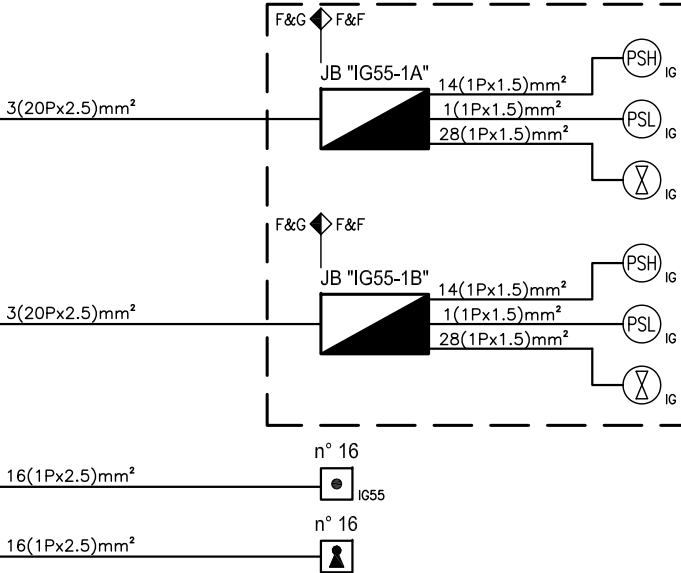 F&G F&F
JB "IG55-1A"
3(20Px2.5)mm²
14(1Px1.5)mm²
1(1Px1.5)mm²
28(1Px1.5)mm²
PSH
IG
PSL
IG
IG
F&G F&F
JB "IG55-1B"
3(20Px2.5)mm²
14(1Px1.5)mm²
1(1Px1.5)mm²
28(1Px1.5)mm²
PSH
IG
PSL
IG
IG
n° 16
16(1Px2.5)mm²
IG55
n° 16
16(1Px2.5)mm²